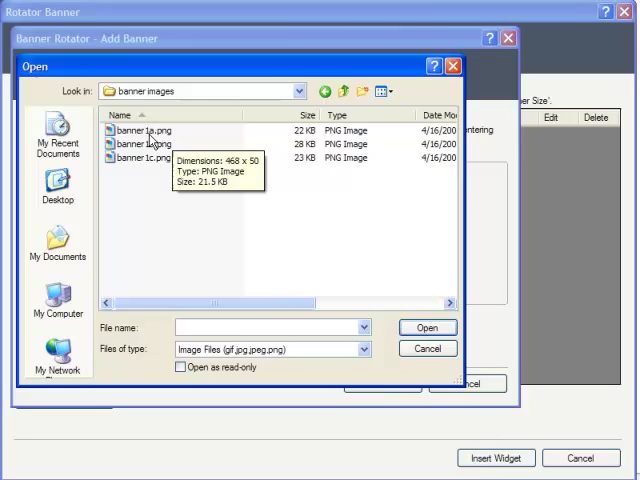 Rotator Banner
Banner Rotator - Add Banner
Open
Look in: banner images
Name Size Type Date Mo
banner1a.png 22 KB PNG Image 4/16/200
banner1 28 KB PNG Image 4/16/200
banner1c.png 23 KB PNG Image 4/16/200
Dimensions: 468 x 50
Type: PNG Image
Size: 21.5 KB
My Recent
Documents
Desktop
My Documents
My Computer
My Network
File name:
Open
Files of type: Image Files (gif,jpg,jpeg,png)
Cancel
Open as read-only
ner Size'.
Edit Delete
entering
ncel
Insert Widget Cancel